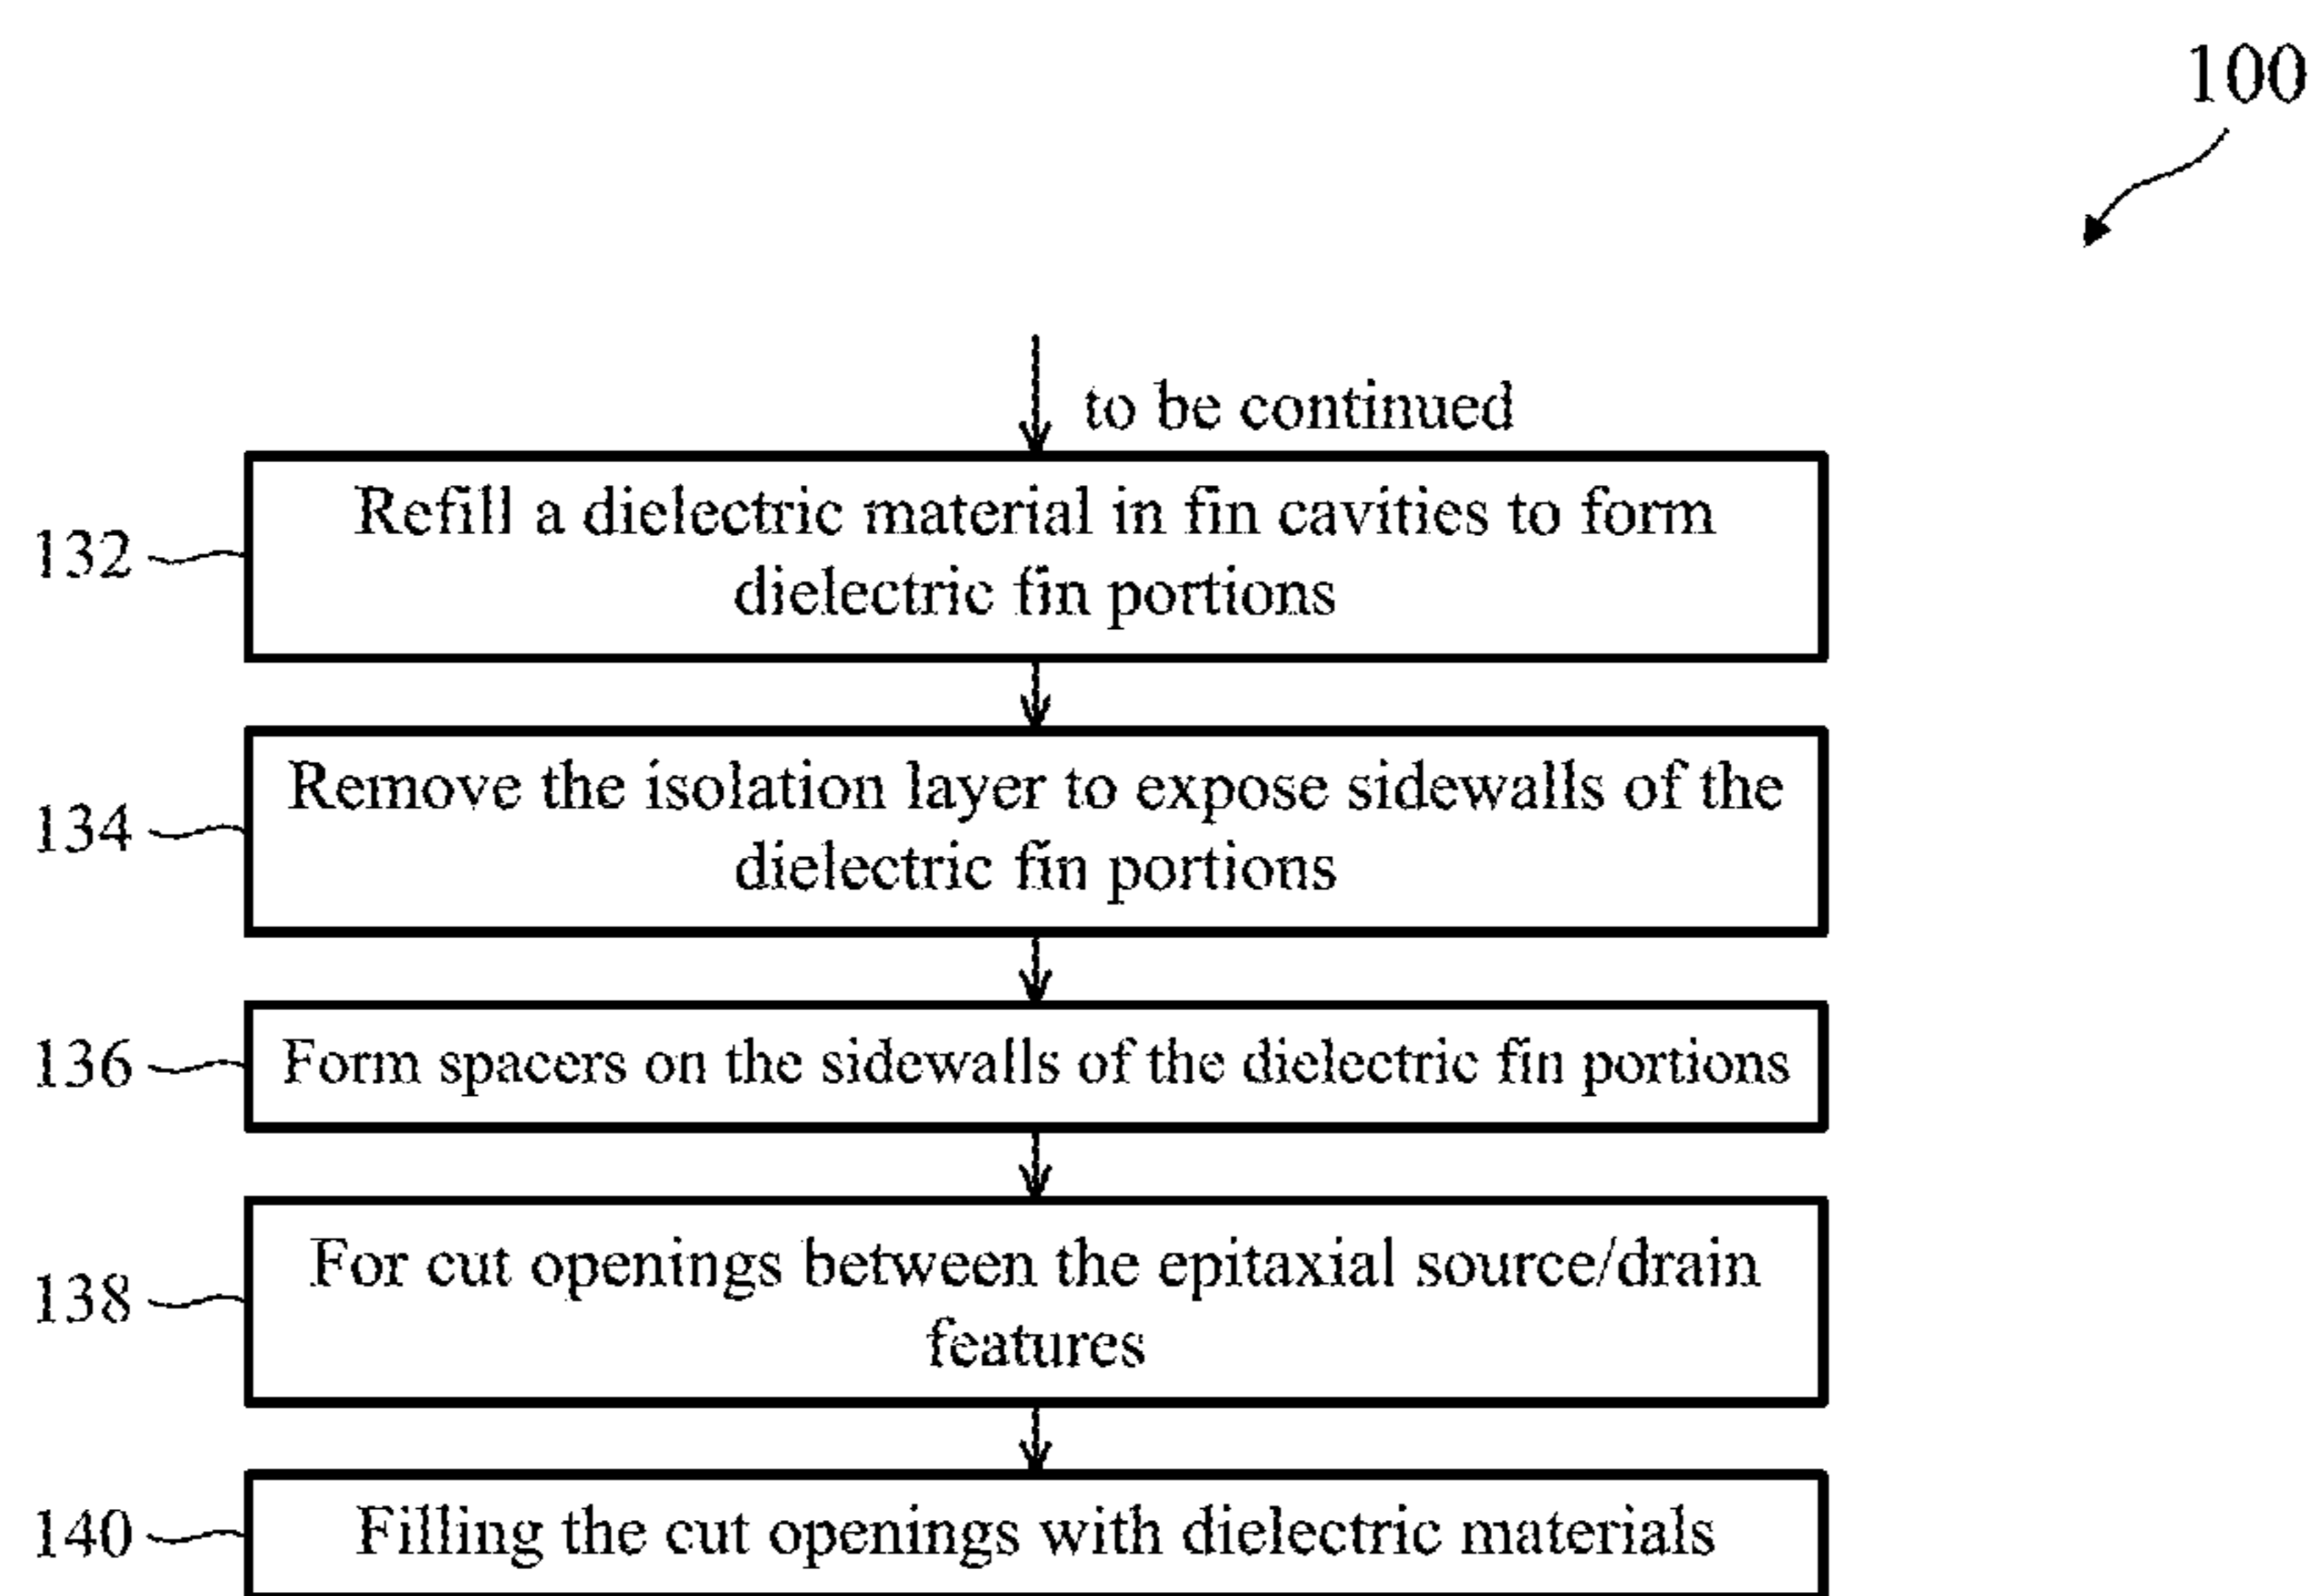 100
to be continued
132
Refill a dielectric material in fin cavities to form
dielectric fin portions
134
Remove the isolation layer to expose sidewalls of the
dielectric fin portions
136
Form spacers on the sidewalls of the dielectric fin portions
138
For cut openings between the epitaxial source/drain
features
140
Filling the cut openings with dielectric materials